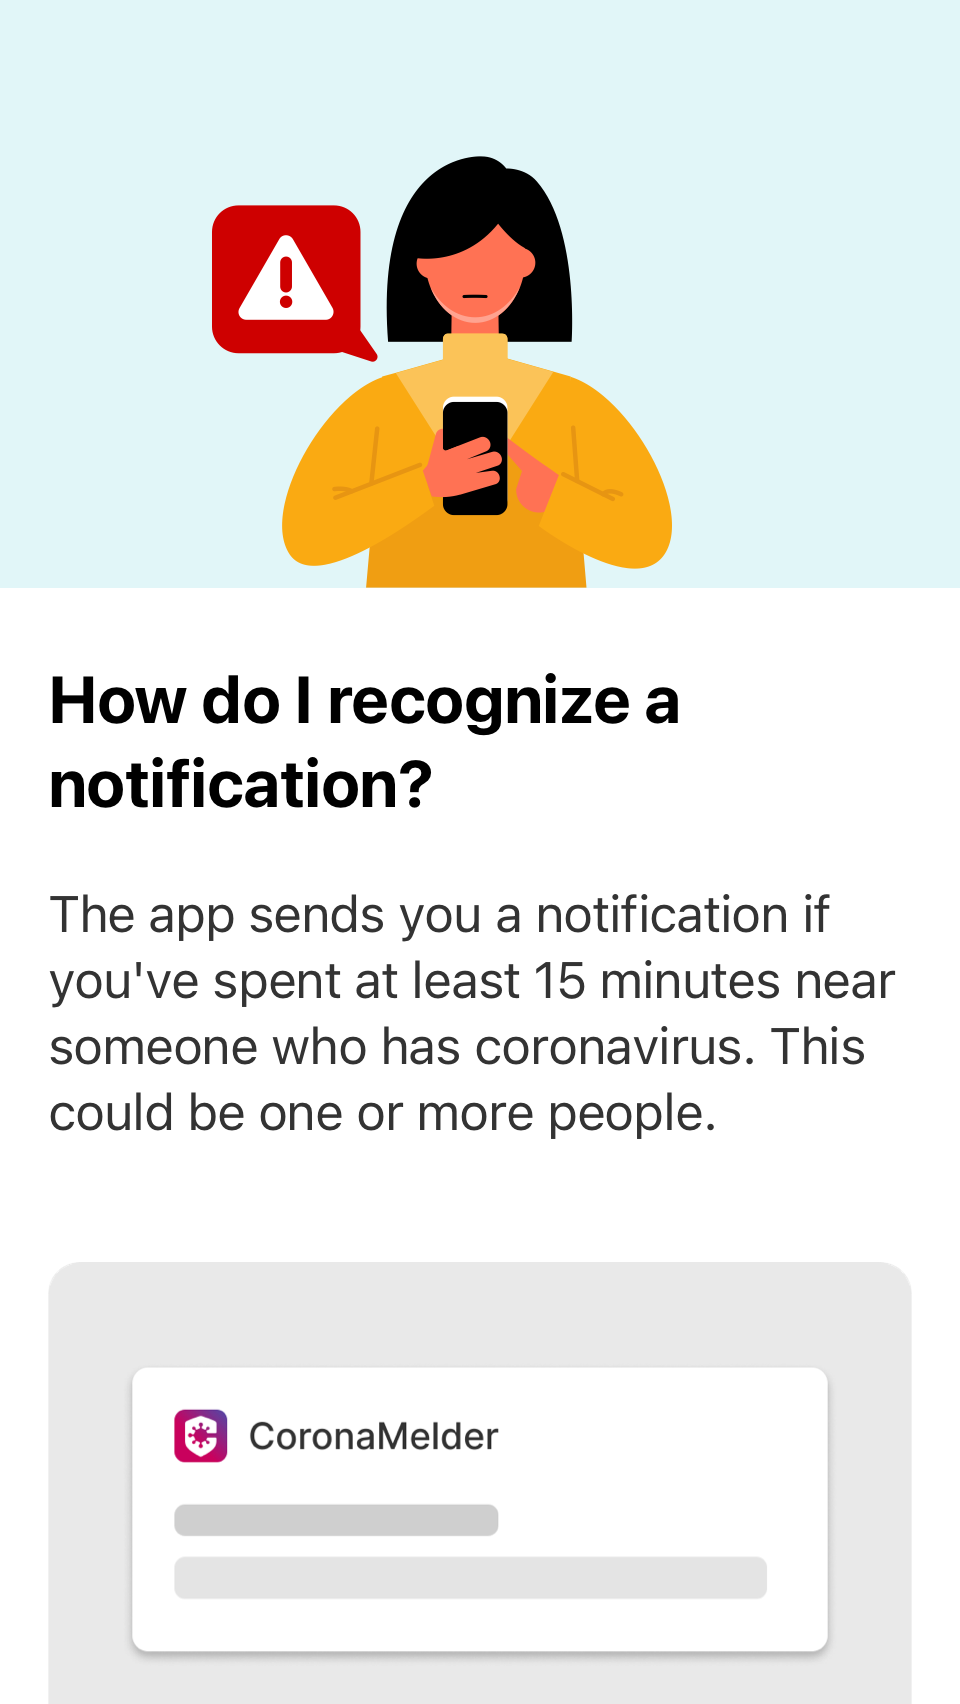 How do I recognize a
notification?
The app sends you a notification if
you've spent at least 15 minutes near
someone who has coronavirus. This
could be one or more people.
CoronaMelder